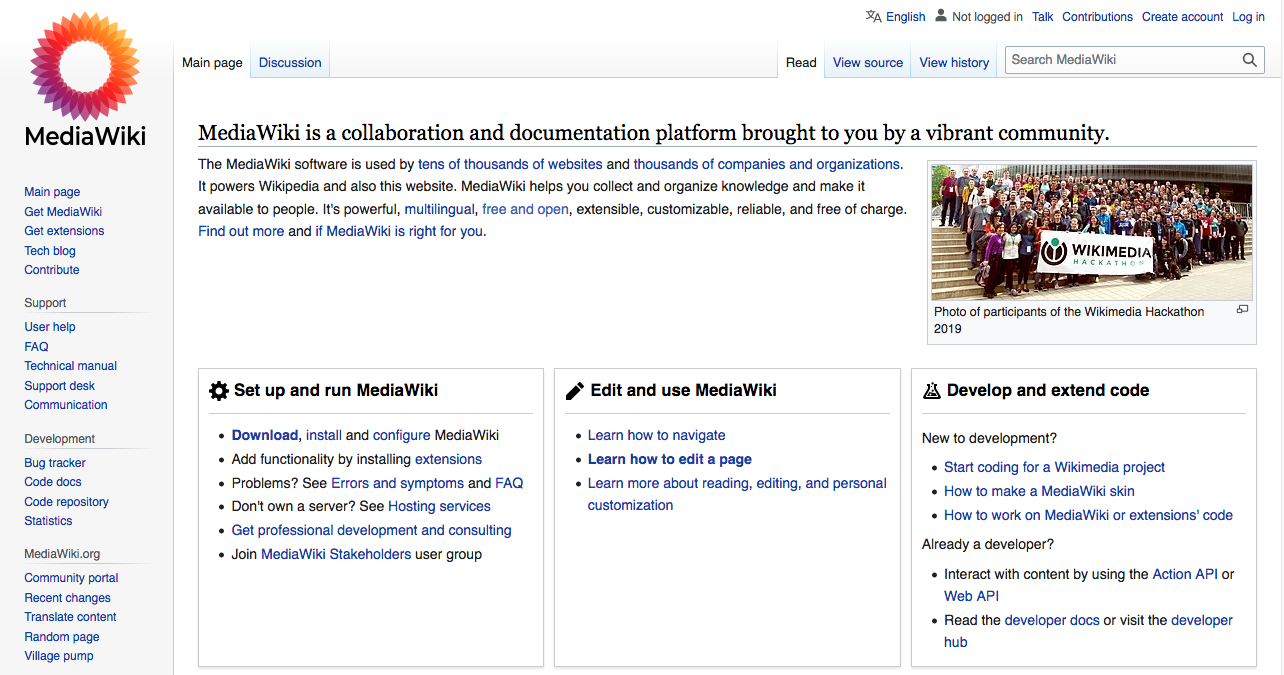 English Not logged in Talk Contributions Create account Log in
Main page Discussion Read View source View history Search MediaWiki
MediaWiki
Main page
Get MediaWiki
Get extensions
Tech blog
Contribute
Support
User help
FAQ
Technical manual
Support desk
Communication
Development
Bug tracker
Code docs
Code repository
Statistics
MediaWiki.org
Community portal
Recent changes
Translate content
Random page
Village pump
MediaWiki is a collaboration and documentation platform brought to you by a vibrant community.
The MediaWiki software is used by tens of thousands of websites and thousands of companies and organizations.
It powers Wikipedia and also this website. MediaWiki helps you collect and organize knowledge and make it
available to people. It's powerful, multilingual, free and open, extensible, customizable, reliable, and free of charge.
Find out more and if MediaWiki is right for you.
WIKIMEDIA
HACKATHON
Photo of participants of the Wikimedia Hackathon
2019
Set up and run MediaWiki
• Download, install and configure MediaWiki
• Add functionality by installing extensions
• Problems? See Errors and symptoms and FAQ
• Don't own a server? See Hosting services
• Get professional development and consulting
• Join MediaWiki Stakeholders user group
Edit and use MediaWiki
• Learn how to navigate
• Learn how to edit a page
• Learn more about reading, editing, and personal
customization
Develop and extend code
New to development?
• Start coding for a Wikimedia project
• How to make a MediaWiki skin
• How to work on MediaWiki or extensions' code
Already a developer?
• Interact with content by using the Action API or
Web API
• Read the developer docs or visit the developer
hub